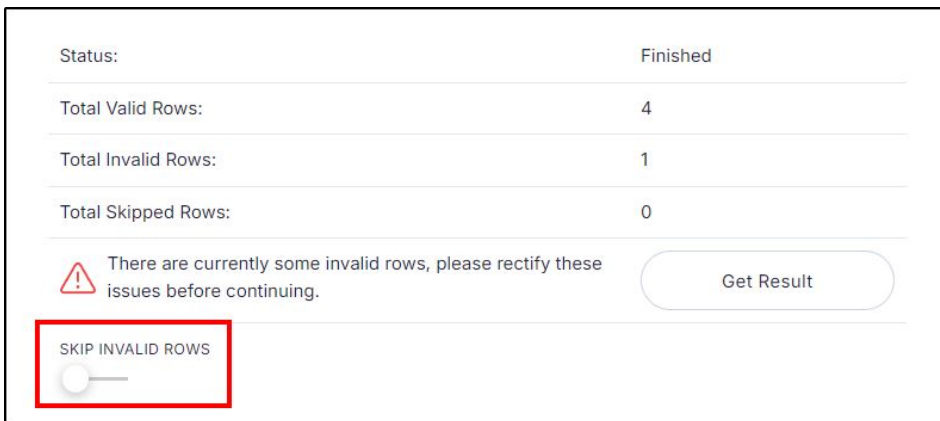 Status: Finished
Total Valid Rows: 4
Total Invalid Rows: 1
Total Skipped Rows: 0
There are currently some invalid rows, please rectify these
issues before continuing.
Get Result
SKIP INVALID ROWS